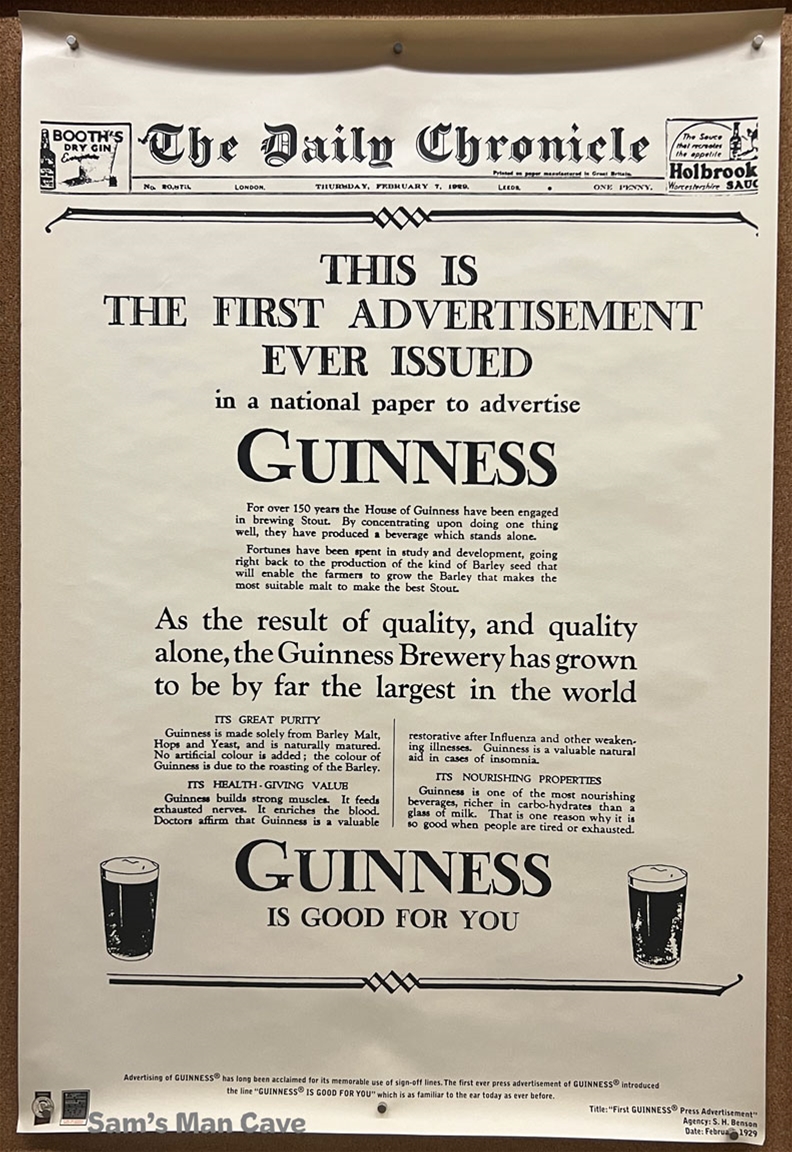 BOOTH'S
DRY GIN
The Daily Chronicle
The Sauce
that recreates
the appetite
Holbrook
Worcestershire SAUC
Printed on paper manufactured in Great Britain.
No. LONDON, THURSDAY, FEBRUARY 7, 1929. LEEDS. ONE PENNY.
THIS IS
THE FIRST ADVERTISEMENT
EVER ISSUED
in a national paper to advertise
GUINNESS
For over 150 years the House of Guinness have been engaged
in brewing Stout. By concentrating upon doing one thing
well, they have produced a beverage which stands alone.
Fortunes have been spent in study and development, going
right back to the production of the kind of Barley seed that
will enable the farmers to grow the Barley that makes the
most suitable malt to make the best Stout.
As the result of quality, and quality
alone, the Guinness Brewery has grown
to be by far the largest in the world
ITS GREAT PURITY
Guinness is made solely from Barley Malt,
Hops and Yeast, and is naturally matured.
No artificial colour is added; the colour of
Guinness is due to the roasting of the Barley.
ITS HEALTH-GIVING VALUE
Guinness builds strong muscles. It feeds
exhausted nerves. It enriches the blood.
Doctors affirm that Guinness is a valuable
restorative after Influenza and other weaken-
ing illnesses. Guinness is a valuable natural
aid in cases of insomnia.
ITS NOURISHING PROPERTIES
Guinness is one of the most nourishing
beverages, richer in carbo-hydrates than a
glass of milk. That is one reason why it is
so good when people are tired or exhausted.
GUINNESS
IS GOOD FOR YOU
Advertising of GUINNESS® has long been acclaimed for its memorable use of sign-off lines. The first ever press advertisement of GUINNESS® introduced
the line "GUINNESS® IS GOOD FOR YOU" which is as familiar to the ear today as ever before.
Title: "First GUINNESS® Press Advertisement"
Agency: S. H. Benson
Date: February 1929
Sam's Man Cave